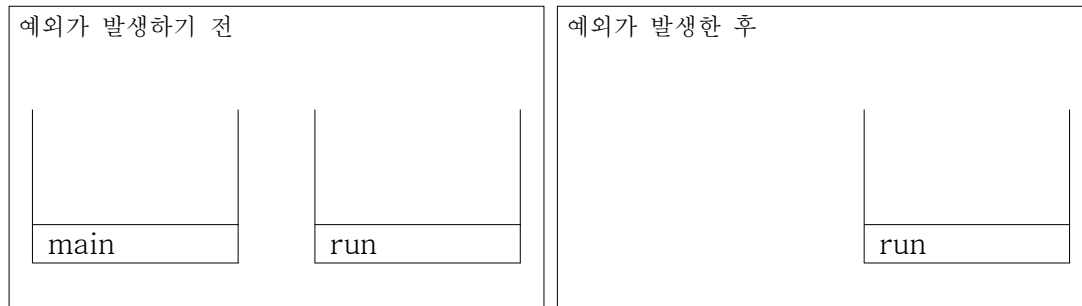 예외가 발생하기 전
main
run
예외가 발생한 후
run